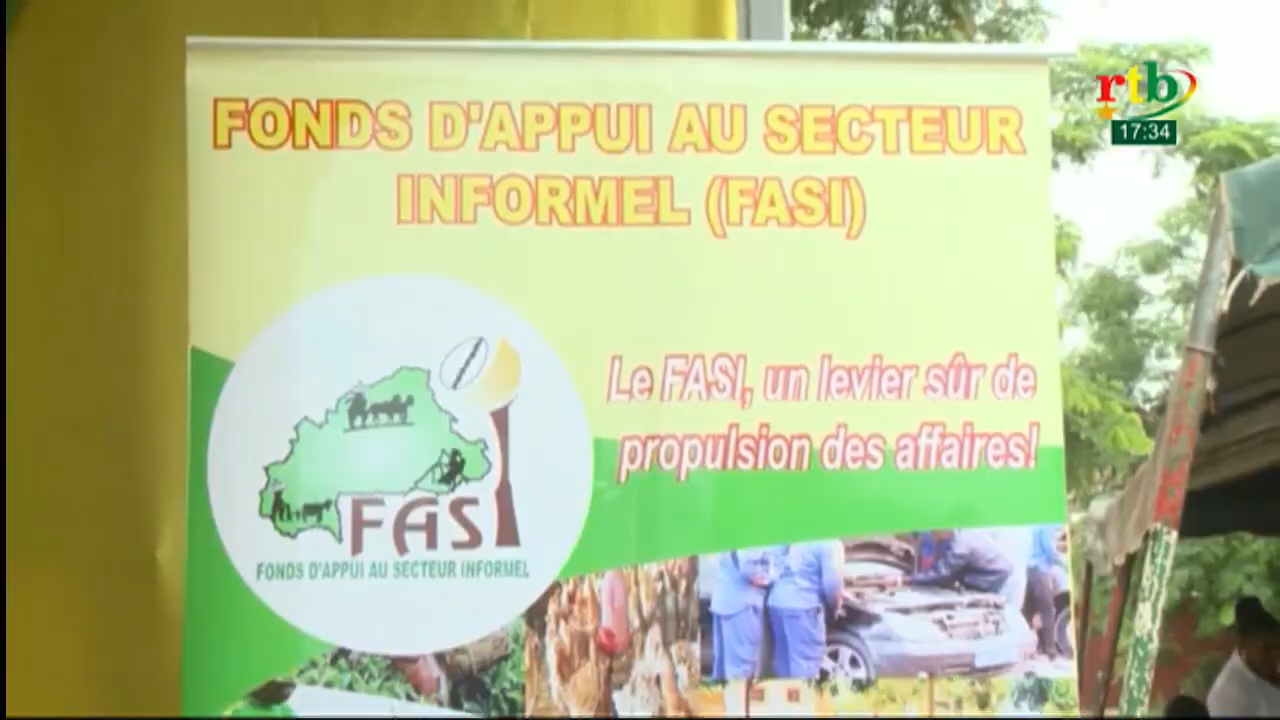 FONDS D'APPUI AU SECTEUR
INFORMEL (FASI)
rtb
17:34
Le FASI, un levier sûr de
propulsion des affaires!
FASI
FONDS D'APPUI AU SECTEUR INFORMEL